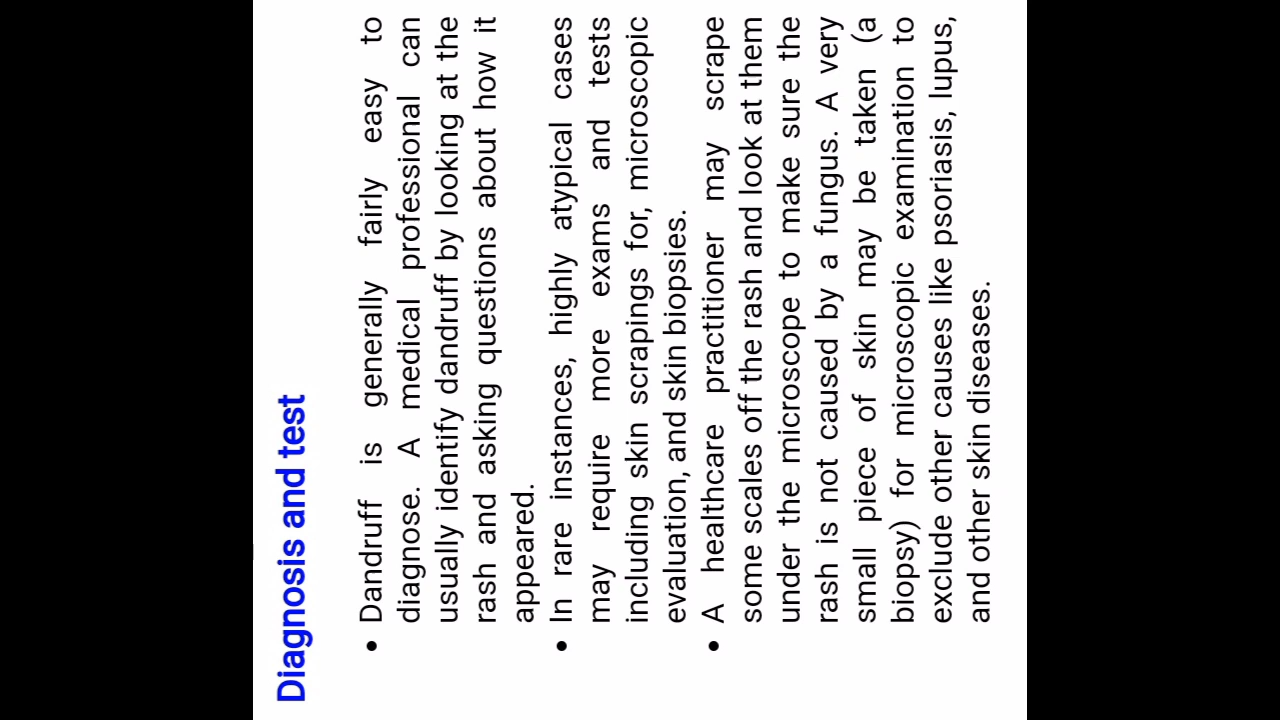 Diagnosis and test
• Dandruff is generally fairly easy to
diagnose. A medical professional can
usually identify dandruff by looking at the
rash and asking questions about how it
appeared.
• In rare instances, highly atypical cases
may require more exams and tests
including skin scrapings for, microscopic
evaluation, and skin biopsies.
• A healthcare practitioner may scrape
some scales off the rash and look at them
under the microscope to make sure the
rash is not caused by a fungus. A very
small piece of skin may be taken (a
biopsy) for microscopic examination to
exclude other causes like psoriasis, lupus,
and other skin diseases.